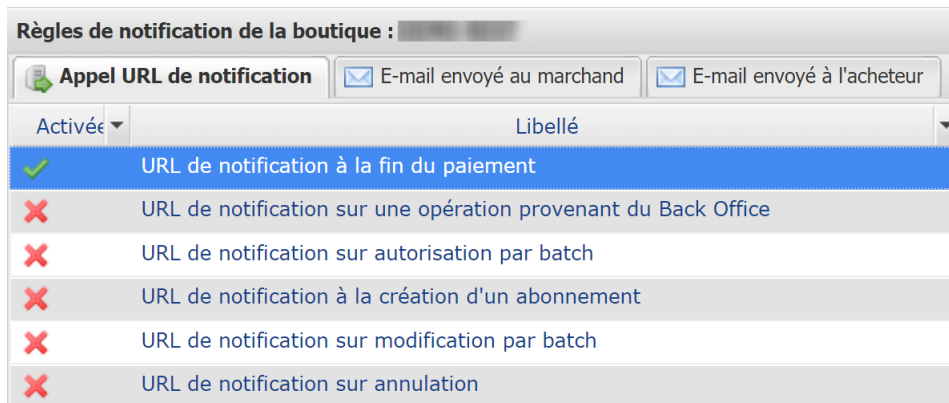 Règles de notification de la boutique :
Appel URL de notification
E-mail envoyé au marchand
E-mail envoyé à l'acheteur
Activée
Libellé
URL de notification à la fin du paiement
URL de notification sur une opération provenant du Back Office
URL de notification sur autorisation par batch
URL de notification à la création d'un abonnement
URL de notification sur modification par batch
URL de notification sur annulation